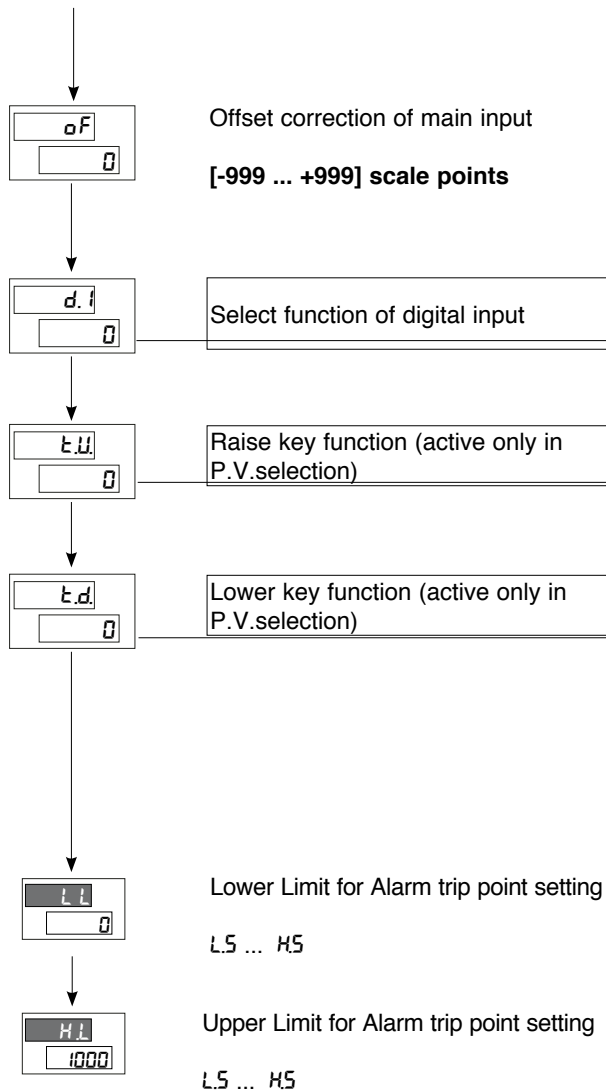 oF
0
Offset correction of main input
[-999 ... +999] scale points
d.I
0
Select function of digital input
t.U.
0
Raise key function (active only in
P.V.selection)
t.d.
0
Lower key function (active only in
P.V.selection)
L L
0
Lower Limit for Alarm trip point setting
L.S ... H.S
H.L
1000
Upper Limit for Alarm trip point setting
L.S ... H.S